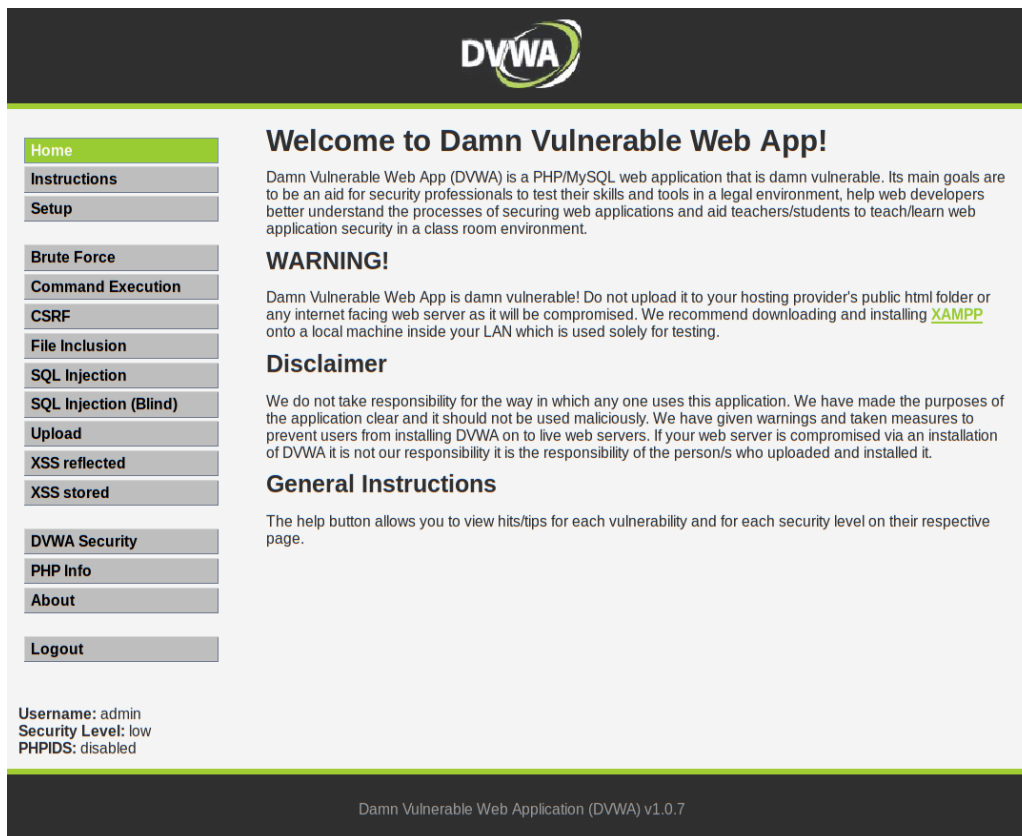 DVWA
Home
Instructions
Setup
Brute Force
Command Execution
CSRF
File Inclusion
SQL Injection
SQL Injection (Blind)
Upload
XSS reflected
XSS stored
DVWA Security
PHP Info
About
Logout
Username: admin
Security Level: low
PHPIDS: disabled
Welcome to Damn Vulnerable Web App!
Damn Vulnerable Web App (DVWA) is a PHP/MySQL web application that is damn vulnerable. Its main goals are
to be an aid for security professionals to test their skills and tools in a legal environment, help web developers
better understand the processes of securing web applications and aid teachers/students to teach/learn web
application security in a class room environment.
WARNING!
Damn Vulnerable Web App is damn vulnerable! Do not upload it to your hosting provider's public html folder or
any internet facing web server as it will be compromised. We recommend downloading and installing XAMPP
onto a local machine inside your LAN which is used solely for testing.
Disclaimer
We do not take responsibility for the way in which any one uses this application. We have made the purposes of
the application clear and it should not be used maliciously. We have given warnings and taken measures to
prevent users from installing DVWA on to live web servers. If your web server is compromised via an installation
of DVWA it is not our responsibility it is the responsibility of the person/s who uploaded and installed it.
General Instructions
The help button allows you to view hits/tips for each vulnerability and for each security level on their respective
page.
Damn Vulnerable Web Application (DVWA) v1.0.7